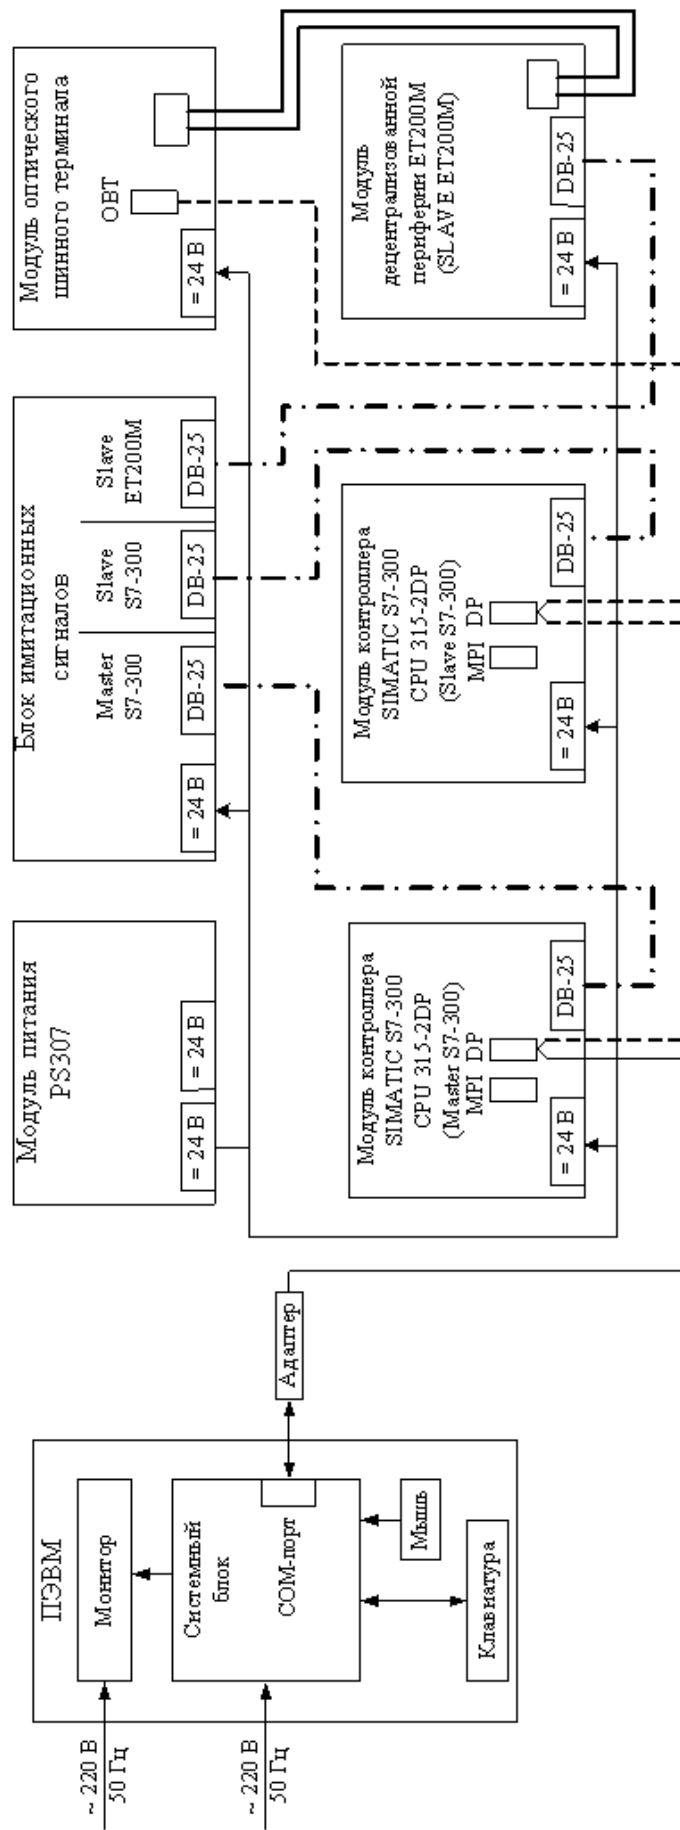 ~ 220 В
50 Гц
~ 220 В
50 Гц
ПЭВМ
Монитор
Системный
блок
COM-порт
Мышь
Клавиатура
Адаптер
Модуль питания
PS307
= 24 В
= 24 В
Блок имитационных
сигналов
Master
S7-300
Slave
S7-300
Slave
ET200M
= 24 В
DB-25
DB-25
DB-25
Модуль оптического
шинного терминала
OBT
= 24 В
Модуль контроллера
SIMATIC S7-300
CPU 315-2DP
(Master S7-300)
MPI DP
= 24 В
DB-25
Модуль контроллера
SIMATIC S7-300
CPU 315-2DP
(Slave S7-300)
MPI DP
= 24 В
DB-25
Модуль
децентрализованной
периферии ET200M
(SLAVE ET200M)
= 24 В
DB-25